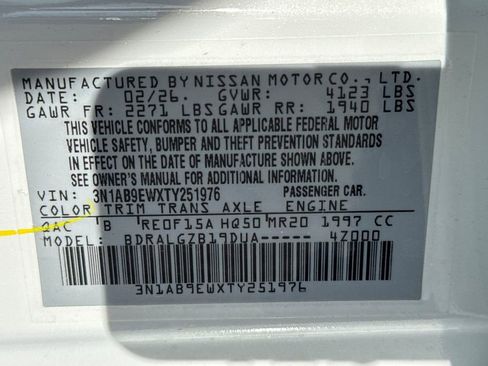 MANUFACTURED BY NISSAN MOTOR CO., LTD.
DATE: 02/26. GVWR: 4123 LBS
GAWR FR: 2271 LBS GAWR RR: 1940 LBS
THIS VEHICLE CONFORMS TO ALL APPLICABLE FEDERAL MOTOR
VEHICLE SAFETY, BUMPER AND THEFT PREVENTION STANDARDS
IN EFFECT ON THE DATE OF MANUFACTURE SHOWN ABOVE.
SEE OWNER'S MANUAL FOR ADDITIONAL INFORMATION.
VIN: 3N1AB9EWXTY251976 PASSENGER CAR.
COLOR TRIM TRANS AXLE ENGINE
QAC B RE0F15A HQ50 MR20 1997 CC
MODEL: BDRALGZB19DUA----- 4Z000
3N1AB9EWXTY251976